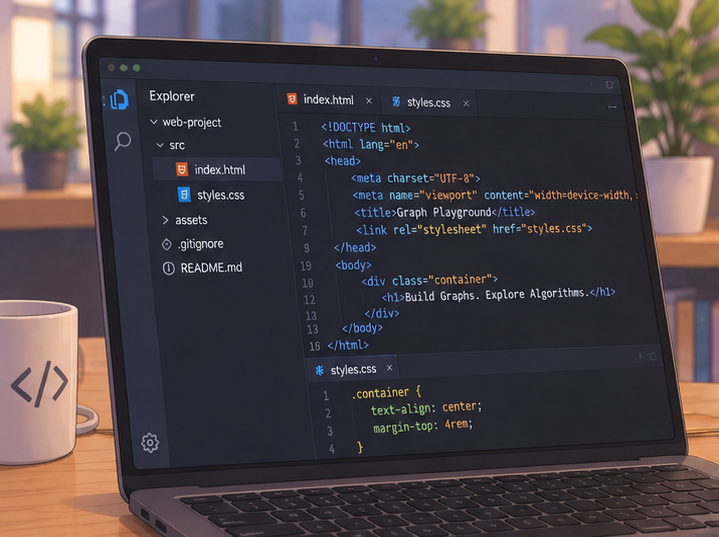 Explorer
web-project
src
index.html
styles.css
assets
.gitignore
README.md
index.html ×
styles.css ×
1 <!DOCTYPE html>
2 <html lang="en">
3 <head>
4 <meta charset="UTF-8">
5 <meta name="viewport" content="width=device-width,
6 <title>Graph Playground</title>
7 <link rel="stylesheet" href="styles.css">
8 </head>
19 <body>
10 <div class="container">
12 <h1>Build Graphs. Explore Algorithms.</h1>
13 </div>
13 </body>
18 </html>
styles.css ×
1 .container {
2 text-align: center;
3 margin-top: 4rem;
4 }
</>